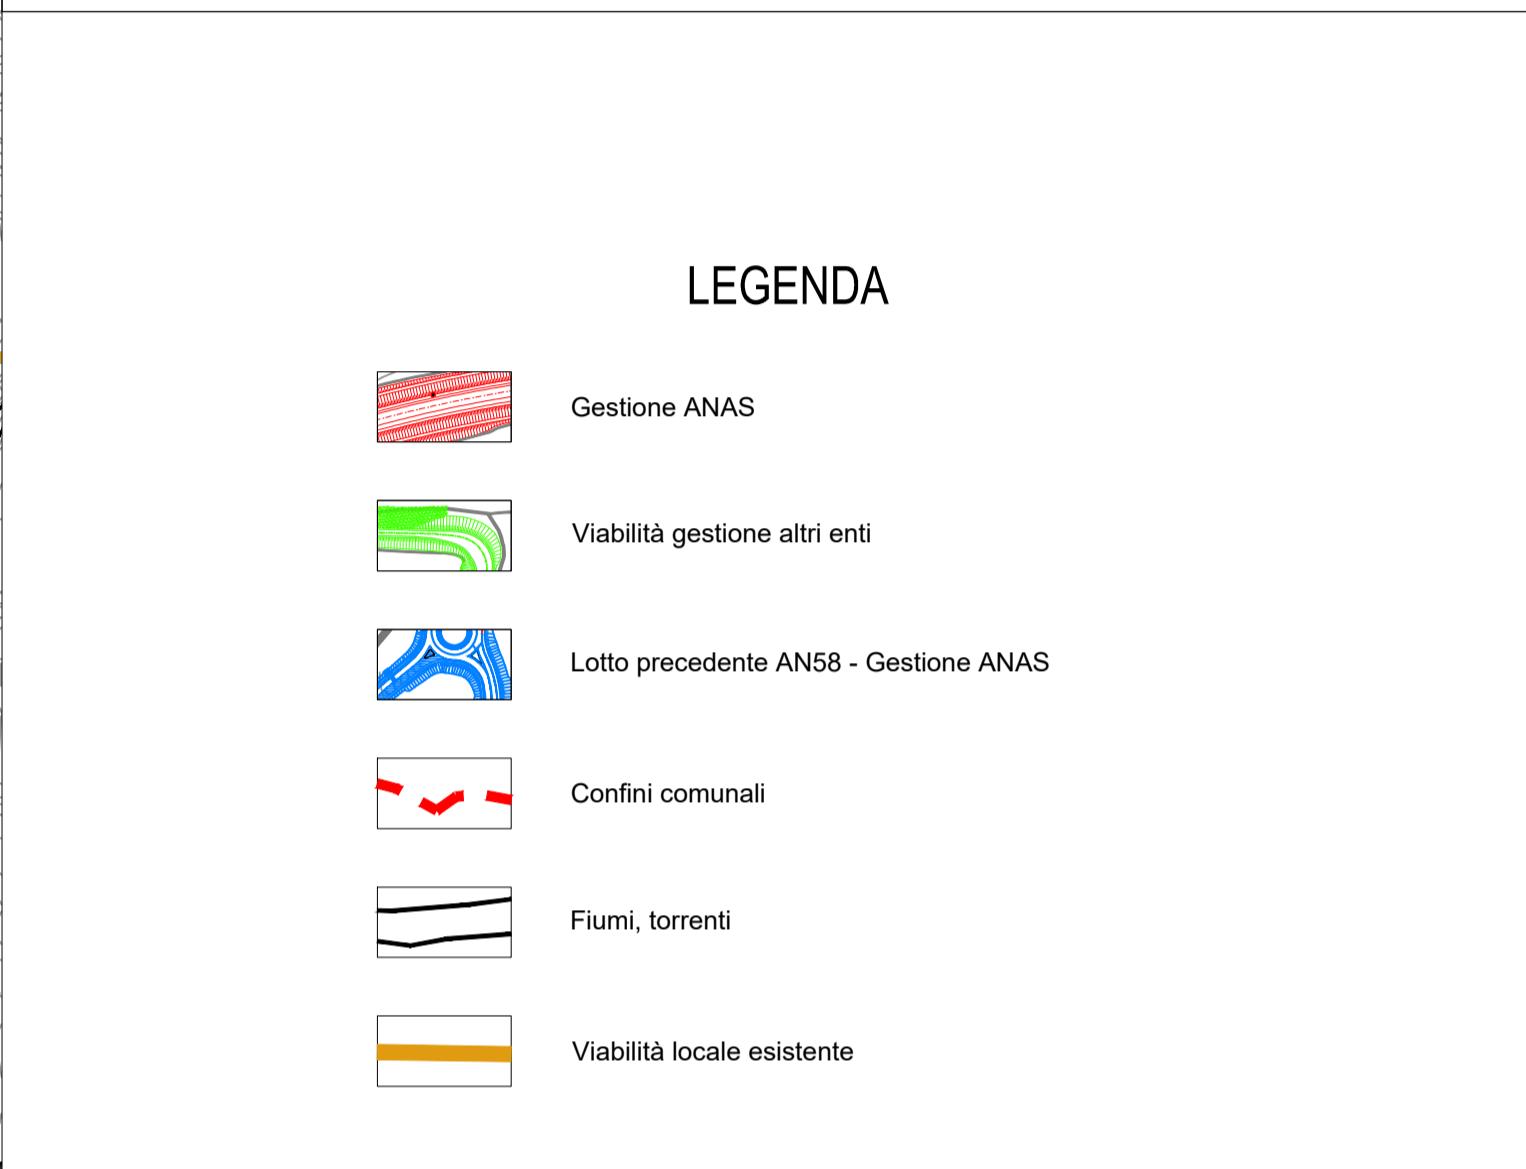 LEGENDA
Gestione ANAS
Viabilità gestione altri enti
Lotto precedente AN58 - Gestione ANAS
Confini comunali
Fiumi, torrenti
Viabilità locale esistente